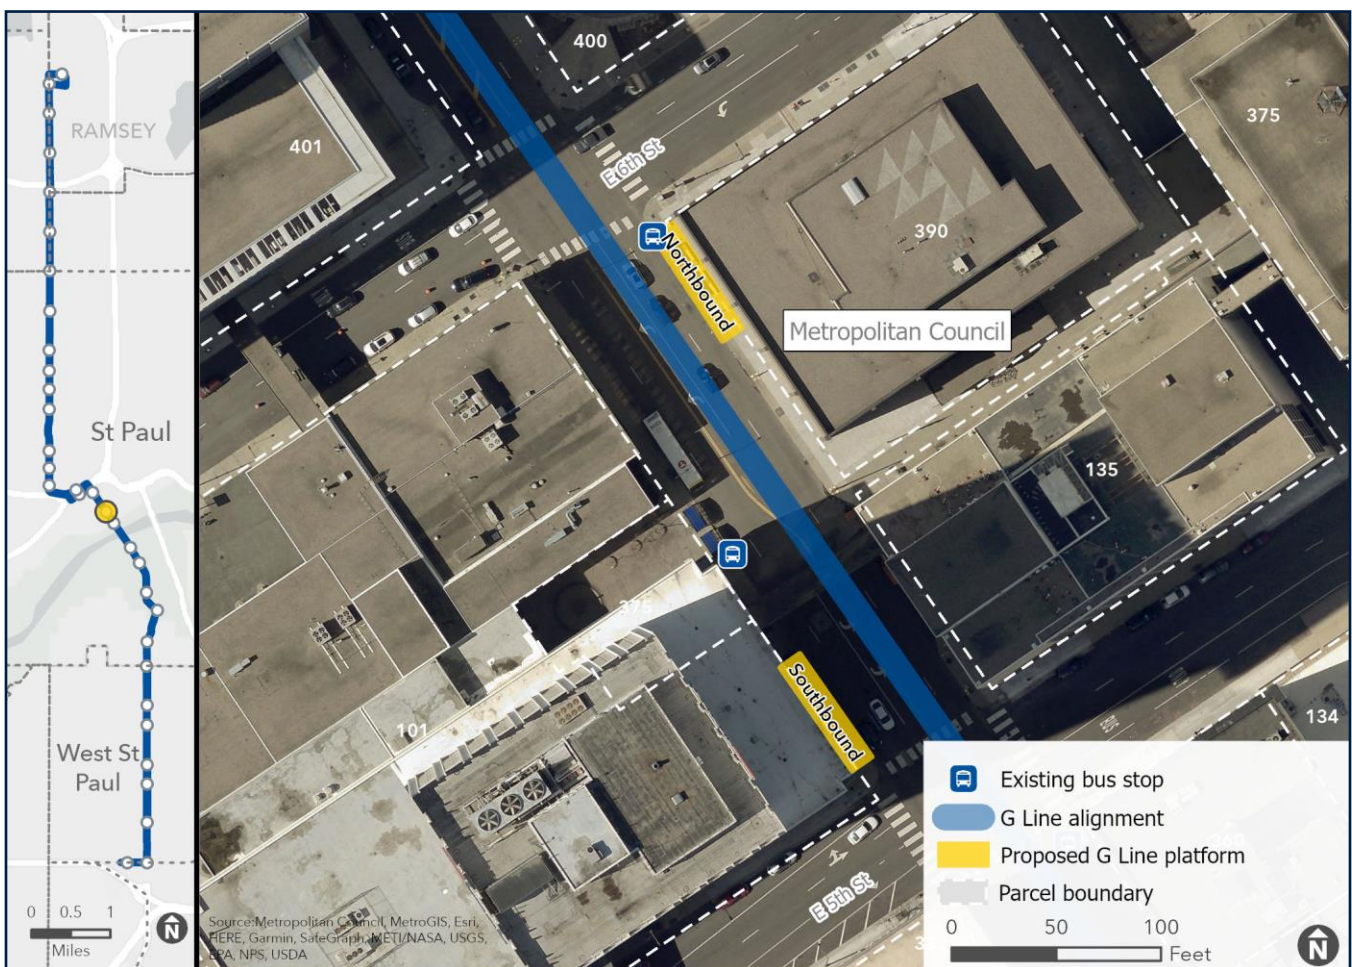 RAMSEY
St Paul
West St
Paul
0 0.5 1
Miles
N
400
401
E 6th St
375
390
Northbound
Metropolitan Council
135
375
101
Southbound
134
E 5th St
Source:Metropolitan Council, MetroGIS, Esri,
HERE, Garmin, SafeGraph, METI/NASA, USGS,
EPA, NPS, USDA
Existing bus stop
G Line alignment
Proposed G Line platform
Parcel boundary
0 50 100
Feet
N